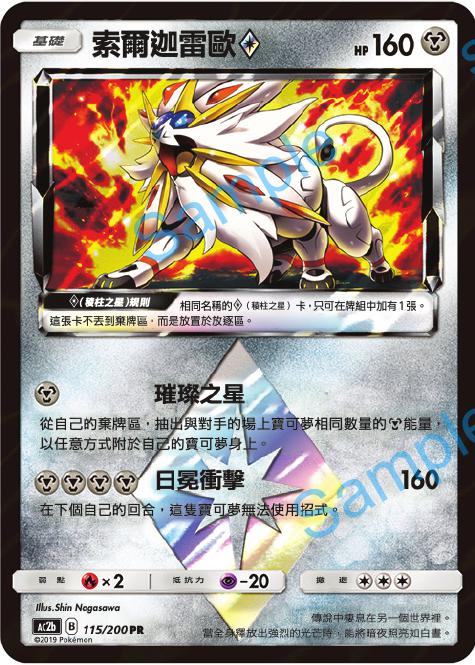 基礎 索爾迦雷歐 HP 160
Sample
(稜柱之星)規則 相同名稱的 (稜柱之星) 卡，只可在牌組中加有1張。
這張卡不丟到棄牌區，而是放置於放逐區。
璀璨之星
從自己的棄牌區，抽出與對手的場上寶可夢相同數量的 能量，
以任意方式附於自己的寶可夢身上。
日冕衝擊 160
在下個自己的回合，這隻寶可夢無法使用招式。
Sample
弱點 ×2 抵抗力 -20 撤退
Illus.Shin Nagasawa
AC2b B 115/200 PR
©2019 Pokémon
傳說中棲息在另一個世界裡。
當全身釋放出強烈的光芒時，能將暗夜照亮如白晝。